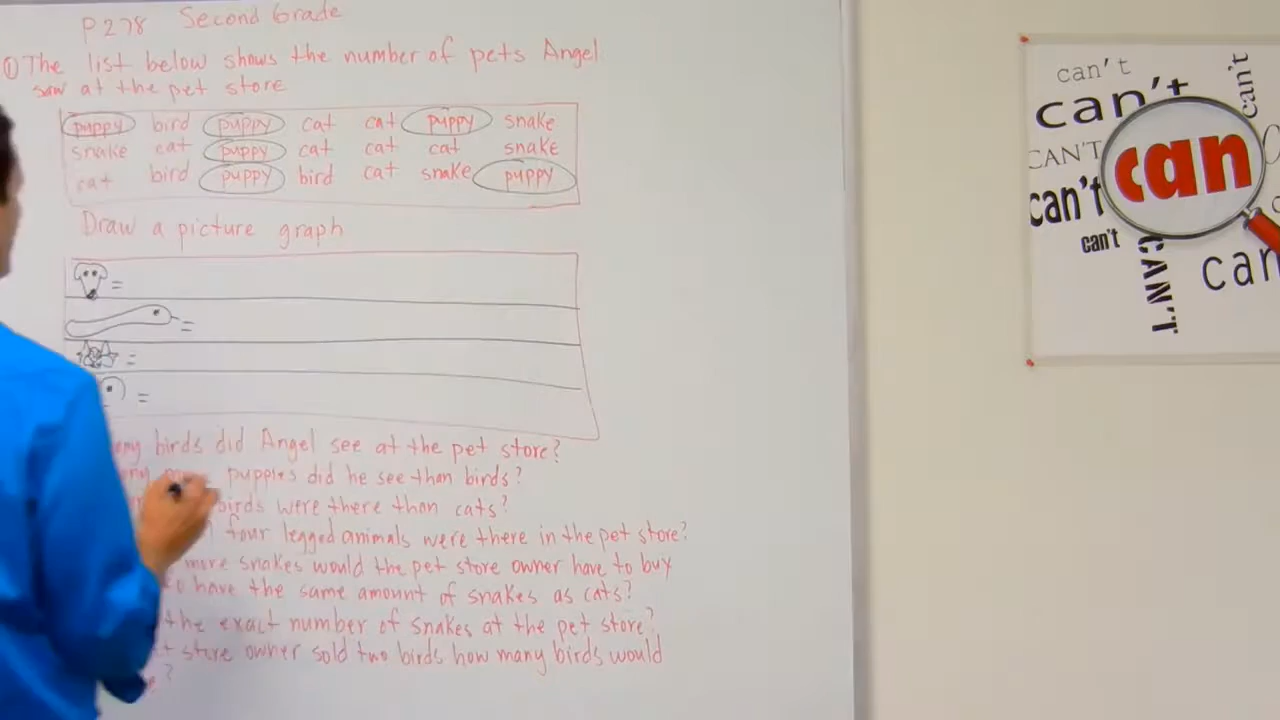 P 278 Second Grade
① The list below shows the number of pets Angel
saw at the pet store
puppy bird puppy cat cat puppy snake
snake cat puppy cat cat cat snake
cat bird puppy bird cat snake puppy
Draw a picture graph
=
=
=
=
birds did Angel see at the pet store?
puppies did he see than birds?
birds were there than cats?
four legged animals were there in the pet store?
more snakes would the pet store owner have to buy
to have the same amount of snakes as cats?
the exact number of snakes at the pet store?
store owner sold two birds how many birds would
?
can't
can't
can't
CAN'T
can
can't
can't
CAN'T
can